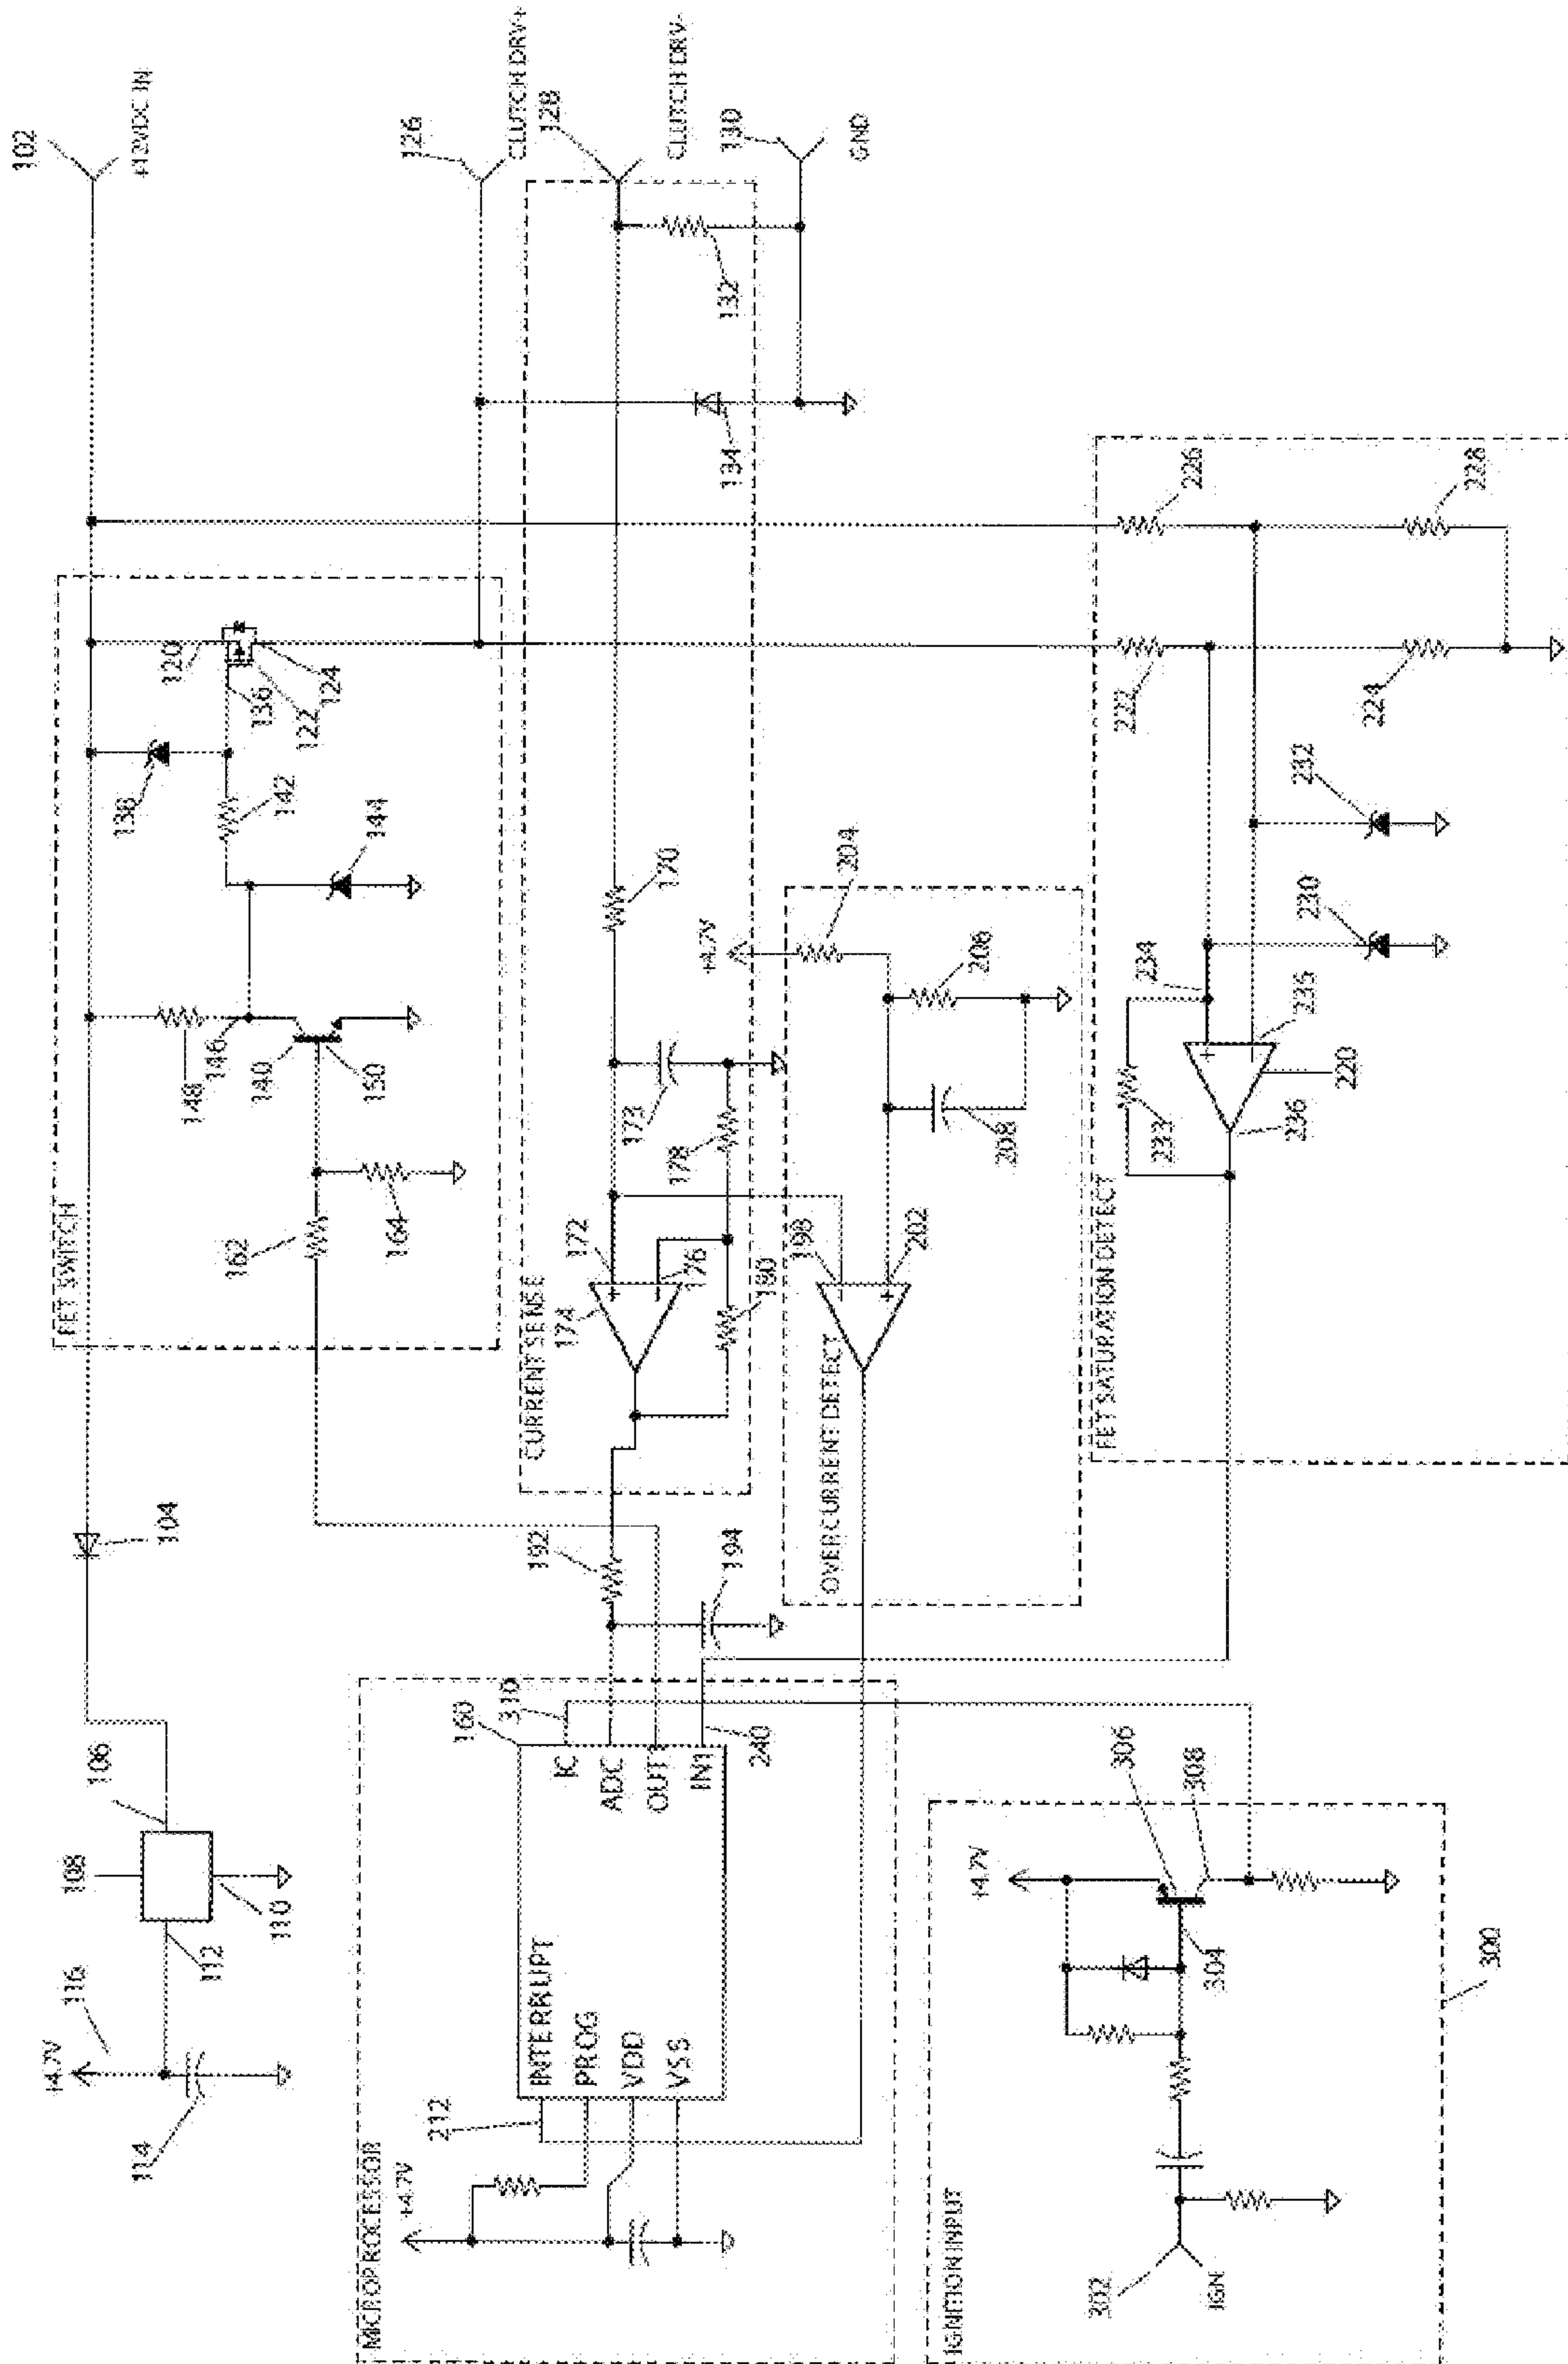 102
+12VDC IN
126
CLUTCH DRV+
128
CLUTCH DRV-
130
GND
132
134
FET SWITCH
120
136
122
124
138
142
144
148
146
140
150
162
164
104
106
108
110
112
116
+4.7V
114
CURRENT SENSE
170
172
173
174
176
178
180
192
194
OVERCURRENT DETECT
+4.7V
204
206
208
198
202
FET SATURATION DETECT
226
228
222
224
232
230
234
235
233
236
220
MICROPROCESSOR
+4.7V
212
160
310
INTERRUPT
PROG
VDD
VSS
IC
ADC
OUT
IN1
240
IGNITION INPUT
+4.7V
306
308
304
302
IGN
300